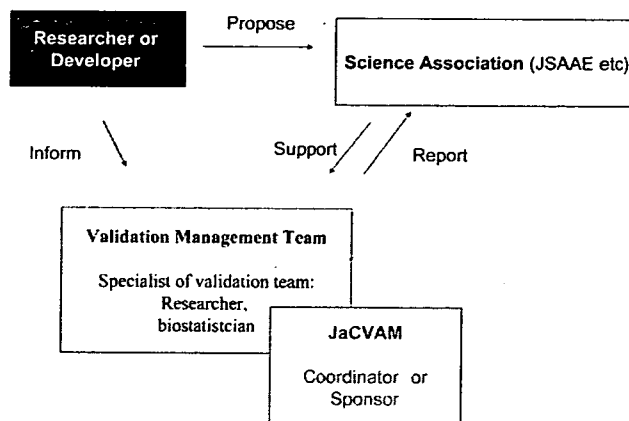 Propose
Researcher or
Developer
Science Association (JSAAE etc)
Inform
Support
Report
Validation Management Team
Specialist of validation team:
Researcher,
biostatistcian
JaCVAM
Coordinator or
Sponsor